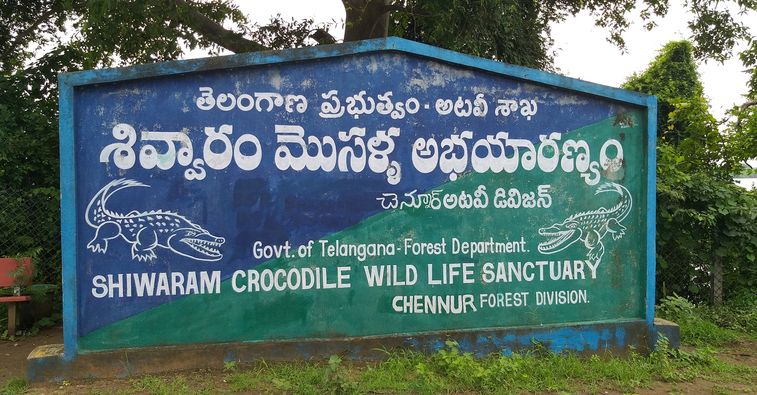 తెలంగాణ ప్రభుత్వం - అటవీ శాఖ
శివ్వారం మొసళ్ళ అభయారణ్యం
చెనూర్ అటవీ డివిజన్
Govt. of Telangana - Forest Department.
SHIWARAM CROCODILE WILD LIFE SANCTUARY
CHENNUR FOREST DIVISION.